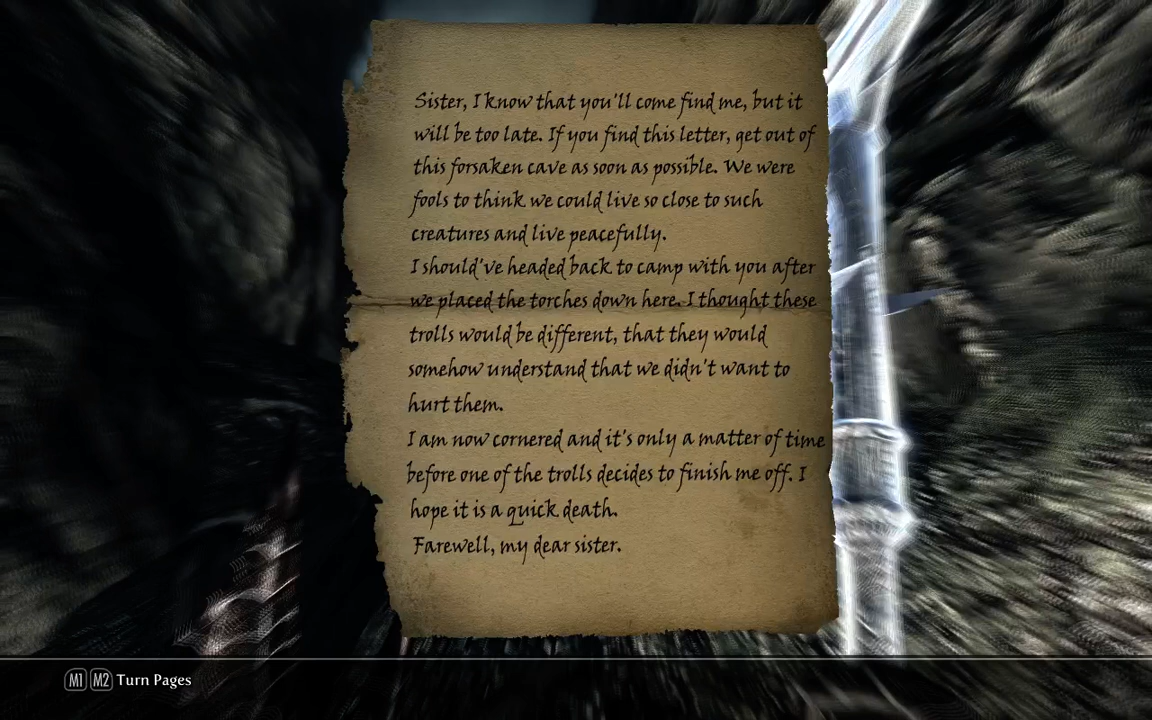 Sister, I know that you'll come find me, but it
will be too late. If you find this letter, get out of
this forsaken cave as soon as possible. We were
fools to think we could live so close to such
creatures and live peacefully.
I should've headed back to camp with you after
we placed the torches down here. I thought these
trolls would be different, that they would
somehow understand that we didn't want to
hurt them.
I am now cornered and it's only a matter of time
before one of the trolls decides to finish me off. I
hope it is a quick death.
Farewell, my dear sister.
M1 M2 Turn Pages